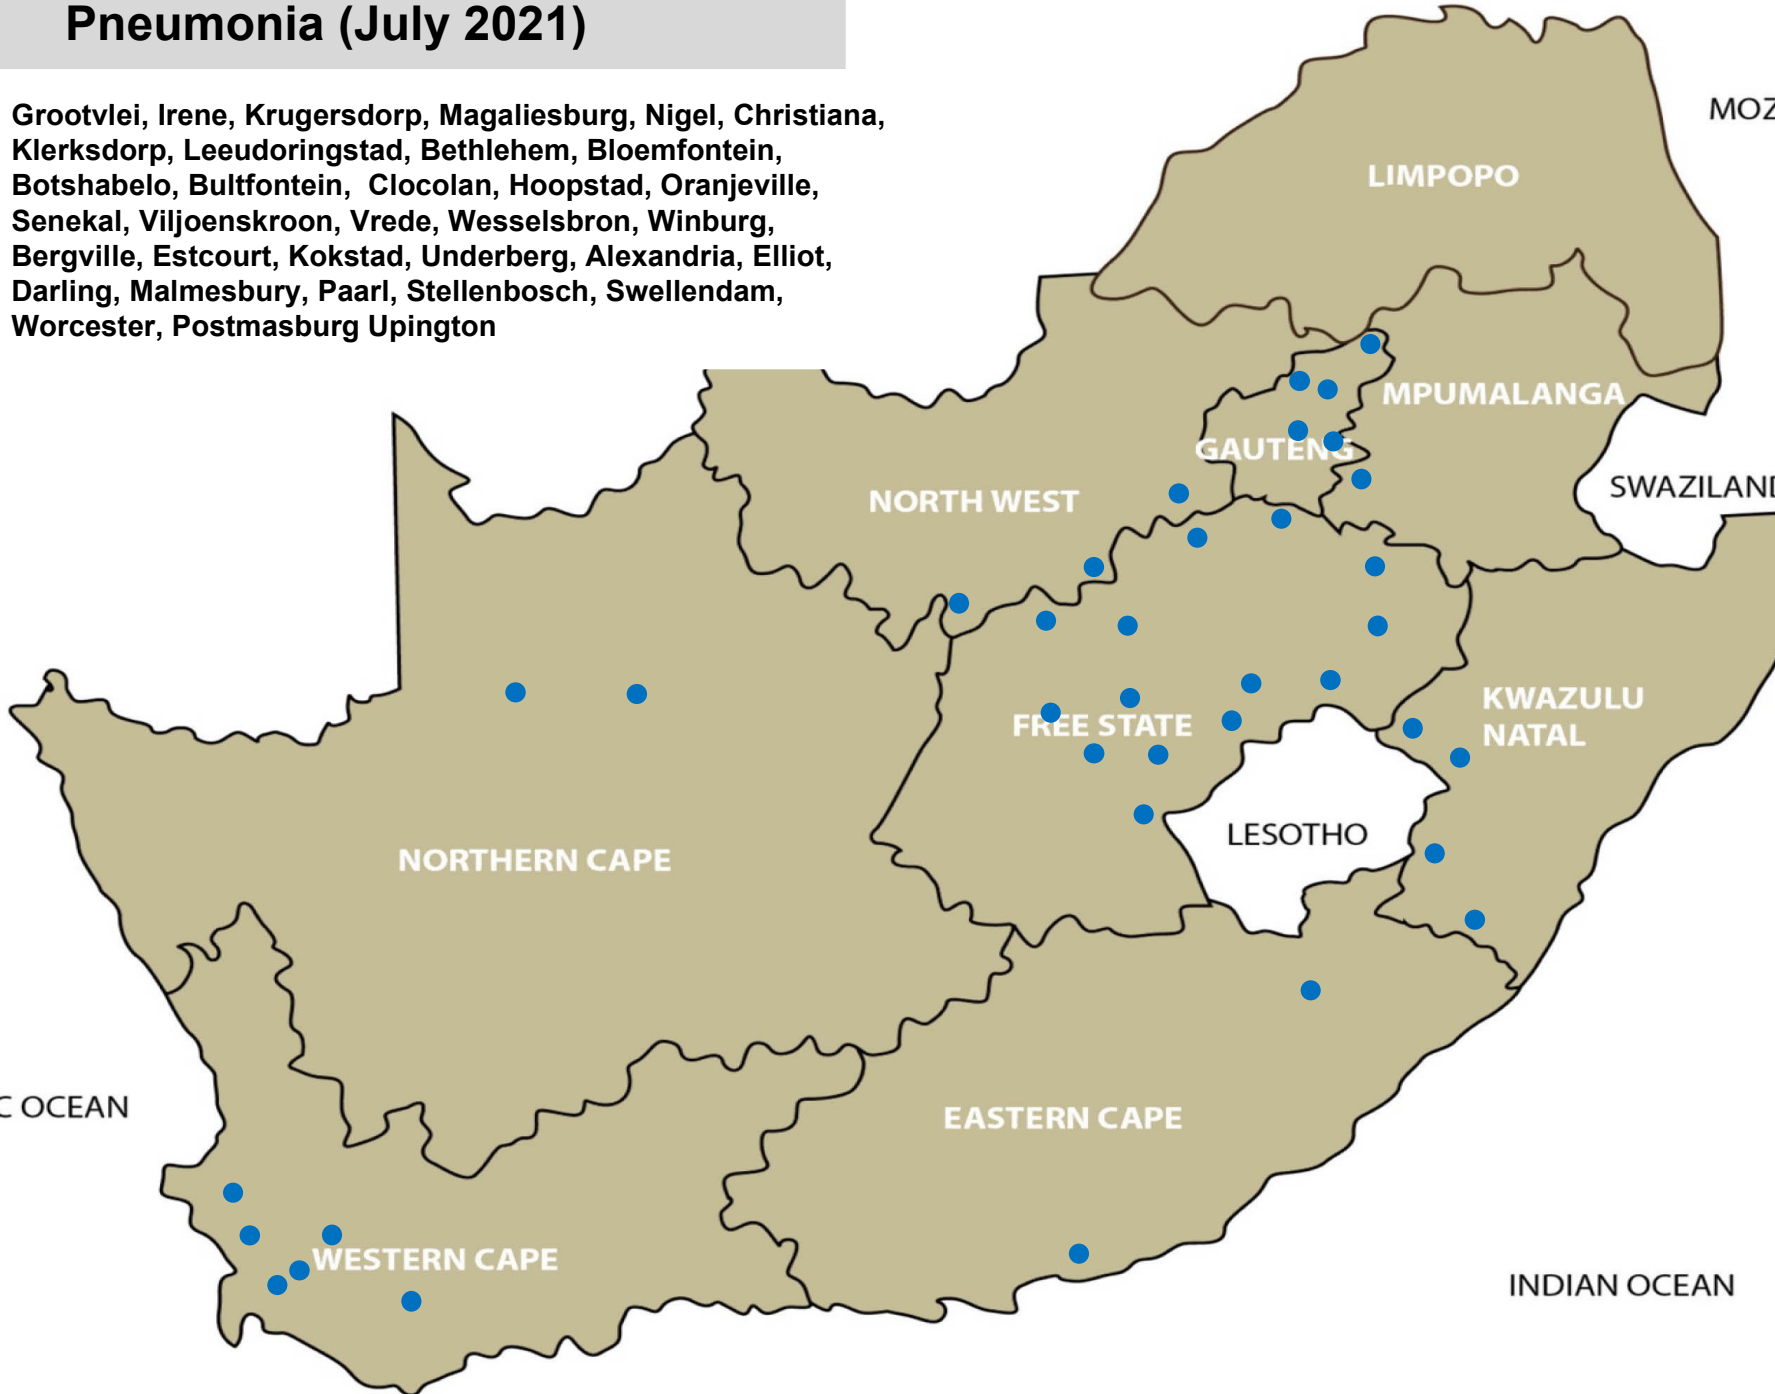 Pneumonia (July 2021)
Grootvlei, Irene, Krugersdorp, Magaliesburg, Nigel, Christiana,
Klerksdorp, Leeudoringstad, Bethlehem, Bloemfontein,
Botshabelo, Bultfontein, Clocolan, Hoopstad, Oranjeville,
Senekal, Viljoenskroon, Vrede, Wesselsbron, Winburg,
Bergville, Estcourt, Kokstad, Underberg, Alexandria, Elliot,
Darling, Malmesbury, Paarl, Stellenbosch, Swellendam,
Worcester, Postmasburg Upington
MOZ
LIMPOPO
MPUMALANGA
GAUTENG
SWAZILAND
NORTH WEST
KWAZULU
NATAL
FREE STATE
LESOTHO
NORTHERN CAPE
C OCEAN
EASTERN CAPE
WESTERN CAPE
INDIAN OCEAN